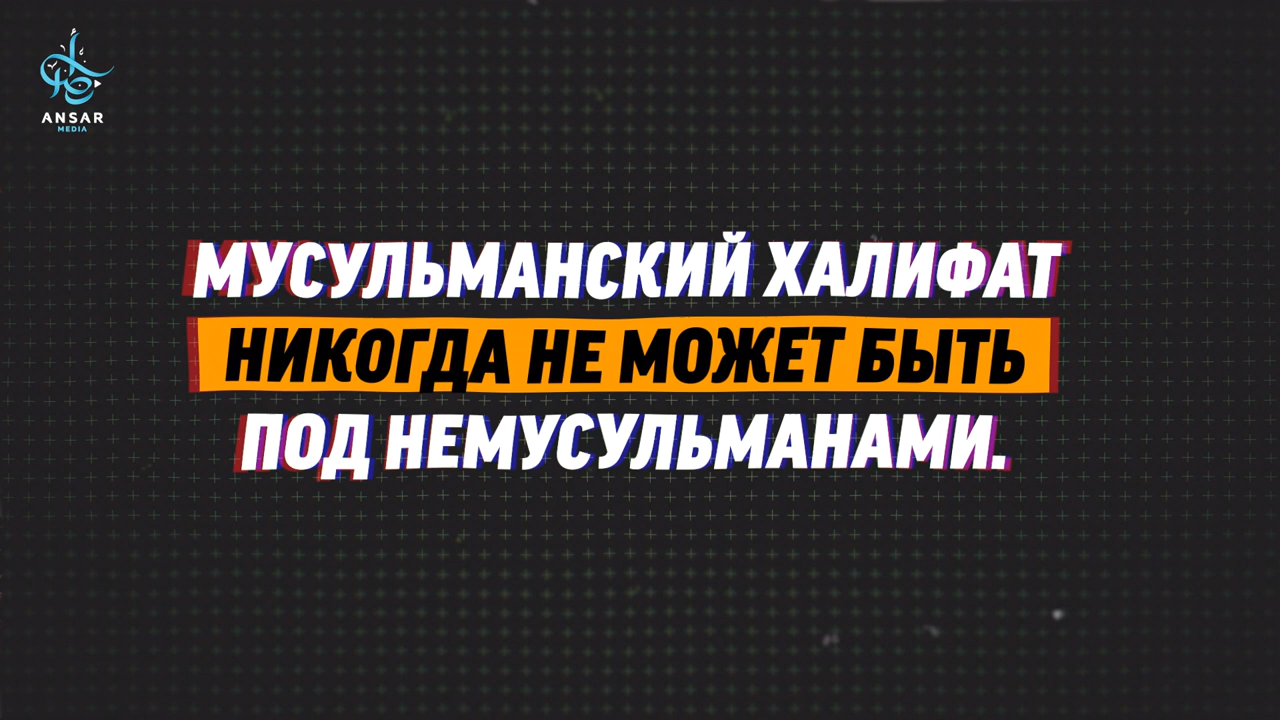 ANSAR
MEDIA
МУСУЛЬМАНСКИЙ ХАЛИФАТ
НИКОГДА НЕ МОЖЕТ БЫТЬ
ПОД НЕМУСУЛЬМАНАМИ.